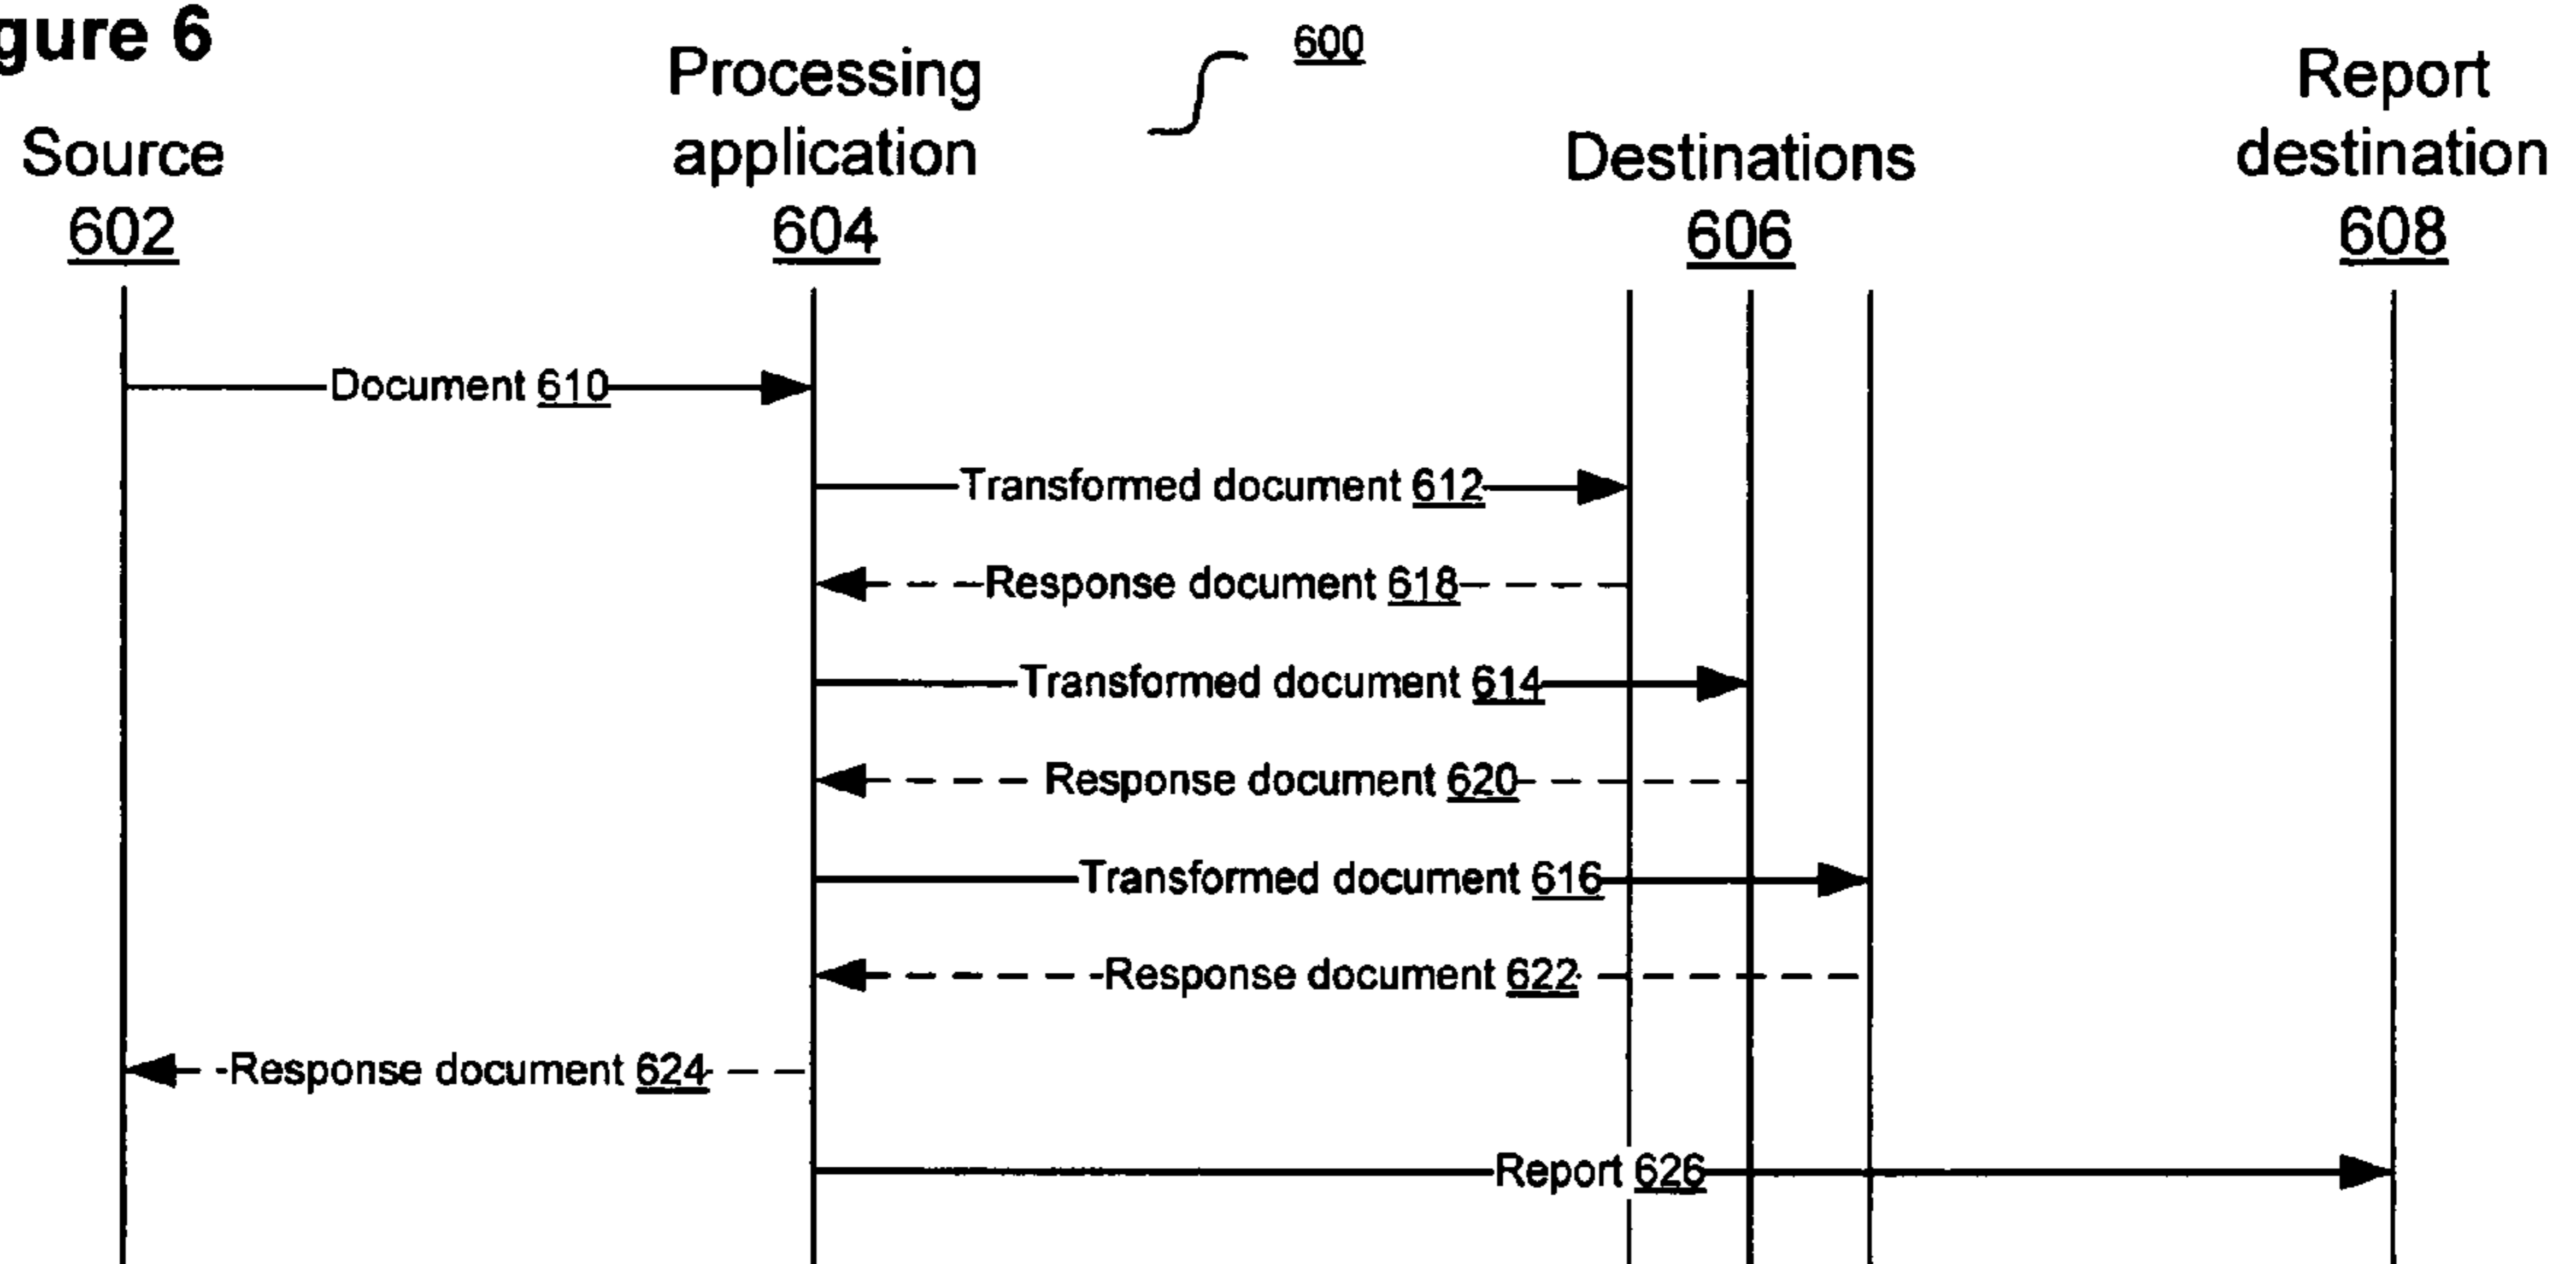 gure 6
600
Source
602
Processing
application
604
Destinations
606
Report
destination
608
Document 610
Transformed document 612
Response document 618
Transformed document 614
Response document 620
Transformed document 616
Response document 622
Response document 624
Report 626